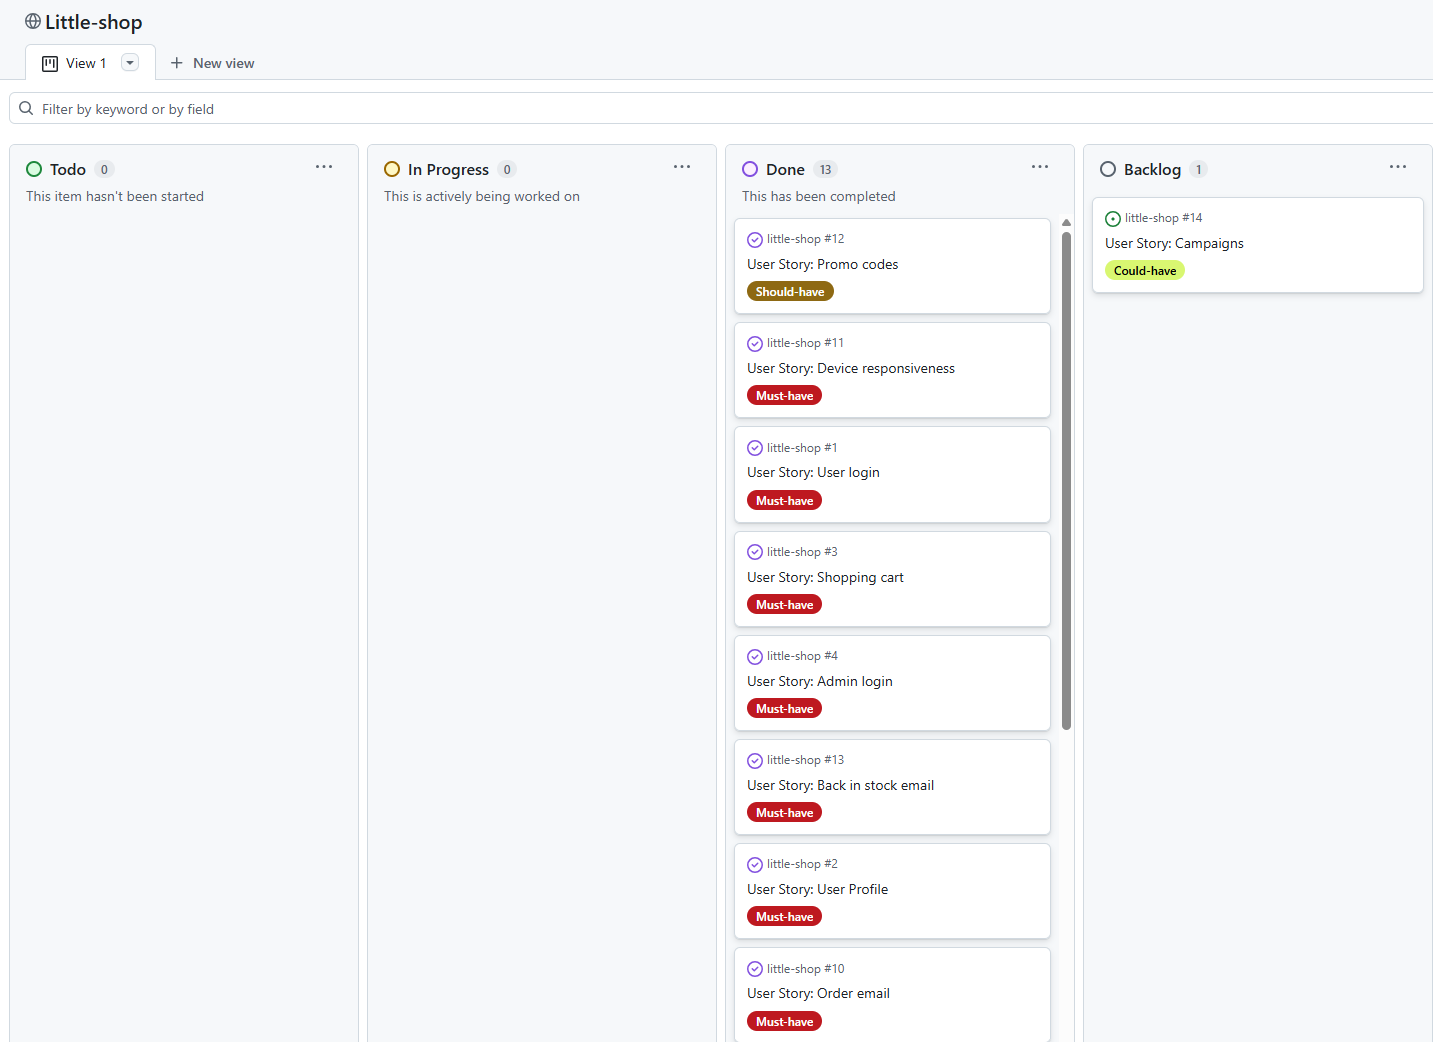 Little-shop
View 1
New view
Filter by keyword or by field
Todo 0
This item hasn't been started
In Progress 0
This is actively being worked on
Done 13
This has been completed
little-shop #12
User Story: Promo codes
Should-have
little-shop #11
User Story: Device responsiveness
Must-have
little-shop #1
User Story: User login
Must-have
little-shop #3
User Story: Shopping cart
Must-have
little-shop #4
User Story: Admin login
Must-have
little-shop #13
User Story: Back in stock email
Must-have
little-shop #2
User Story: User Profile
Must-have
little-shop #10
User Story: Order email
Must-have
Backlog 1
little-shop #14
User Story: Campaigns
Could-have